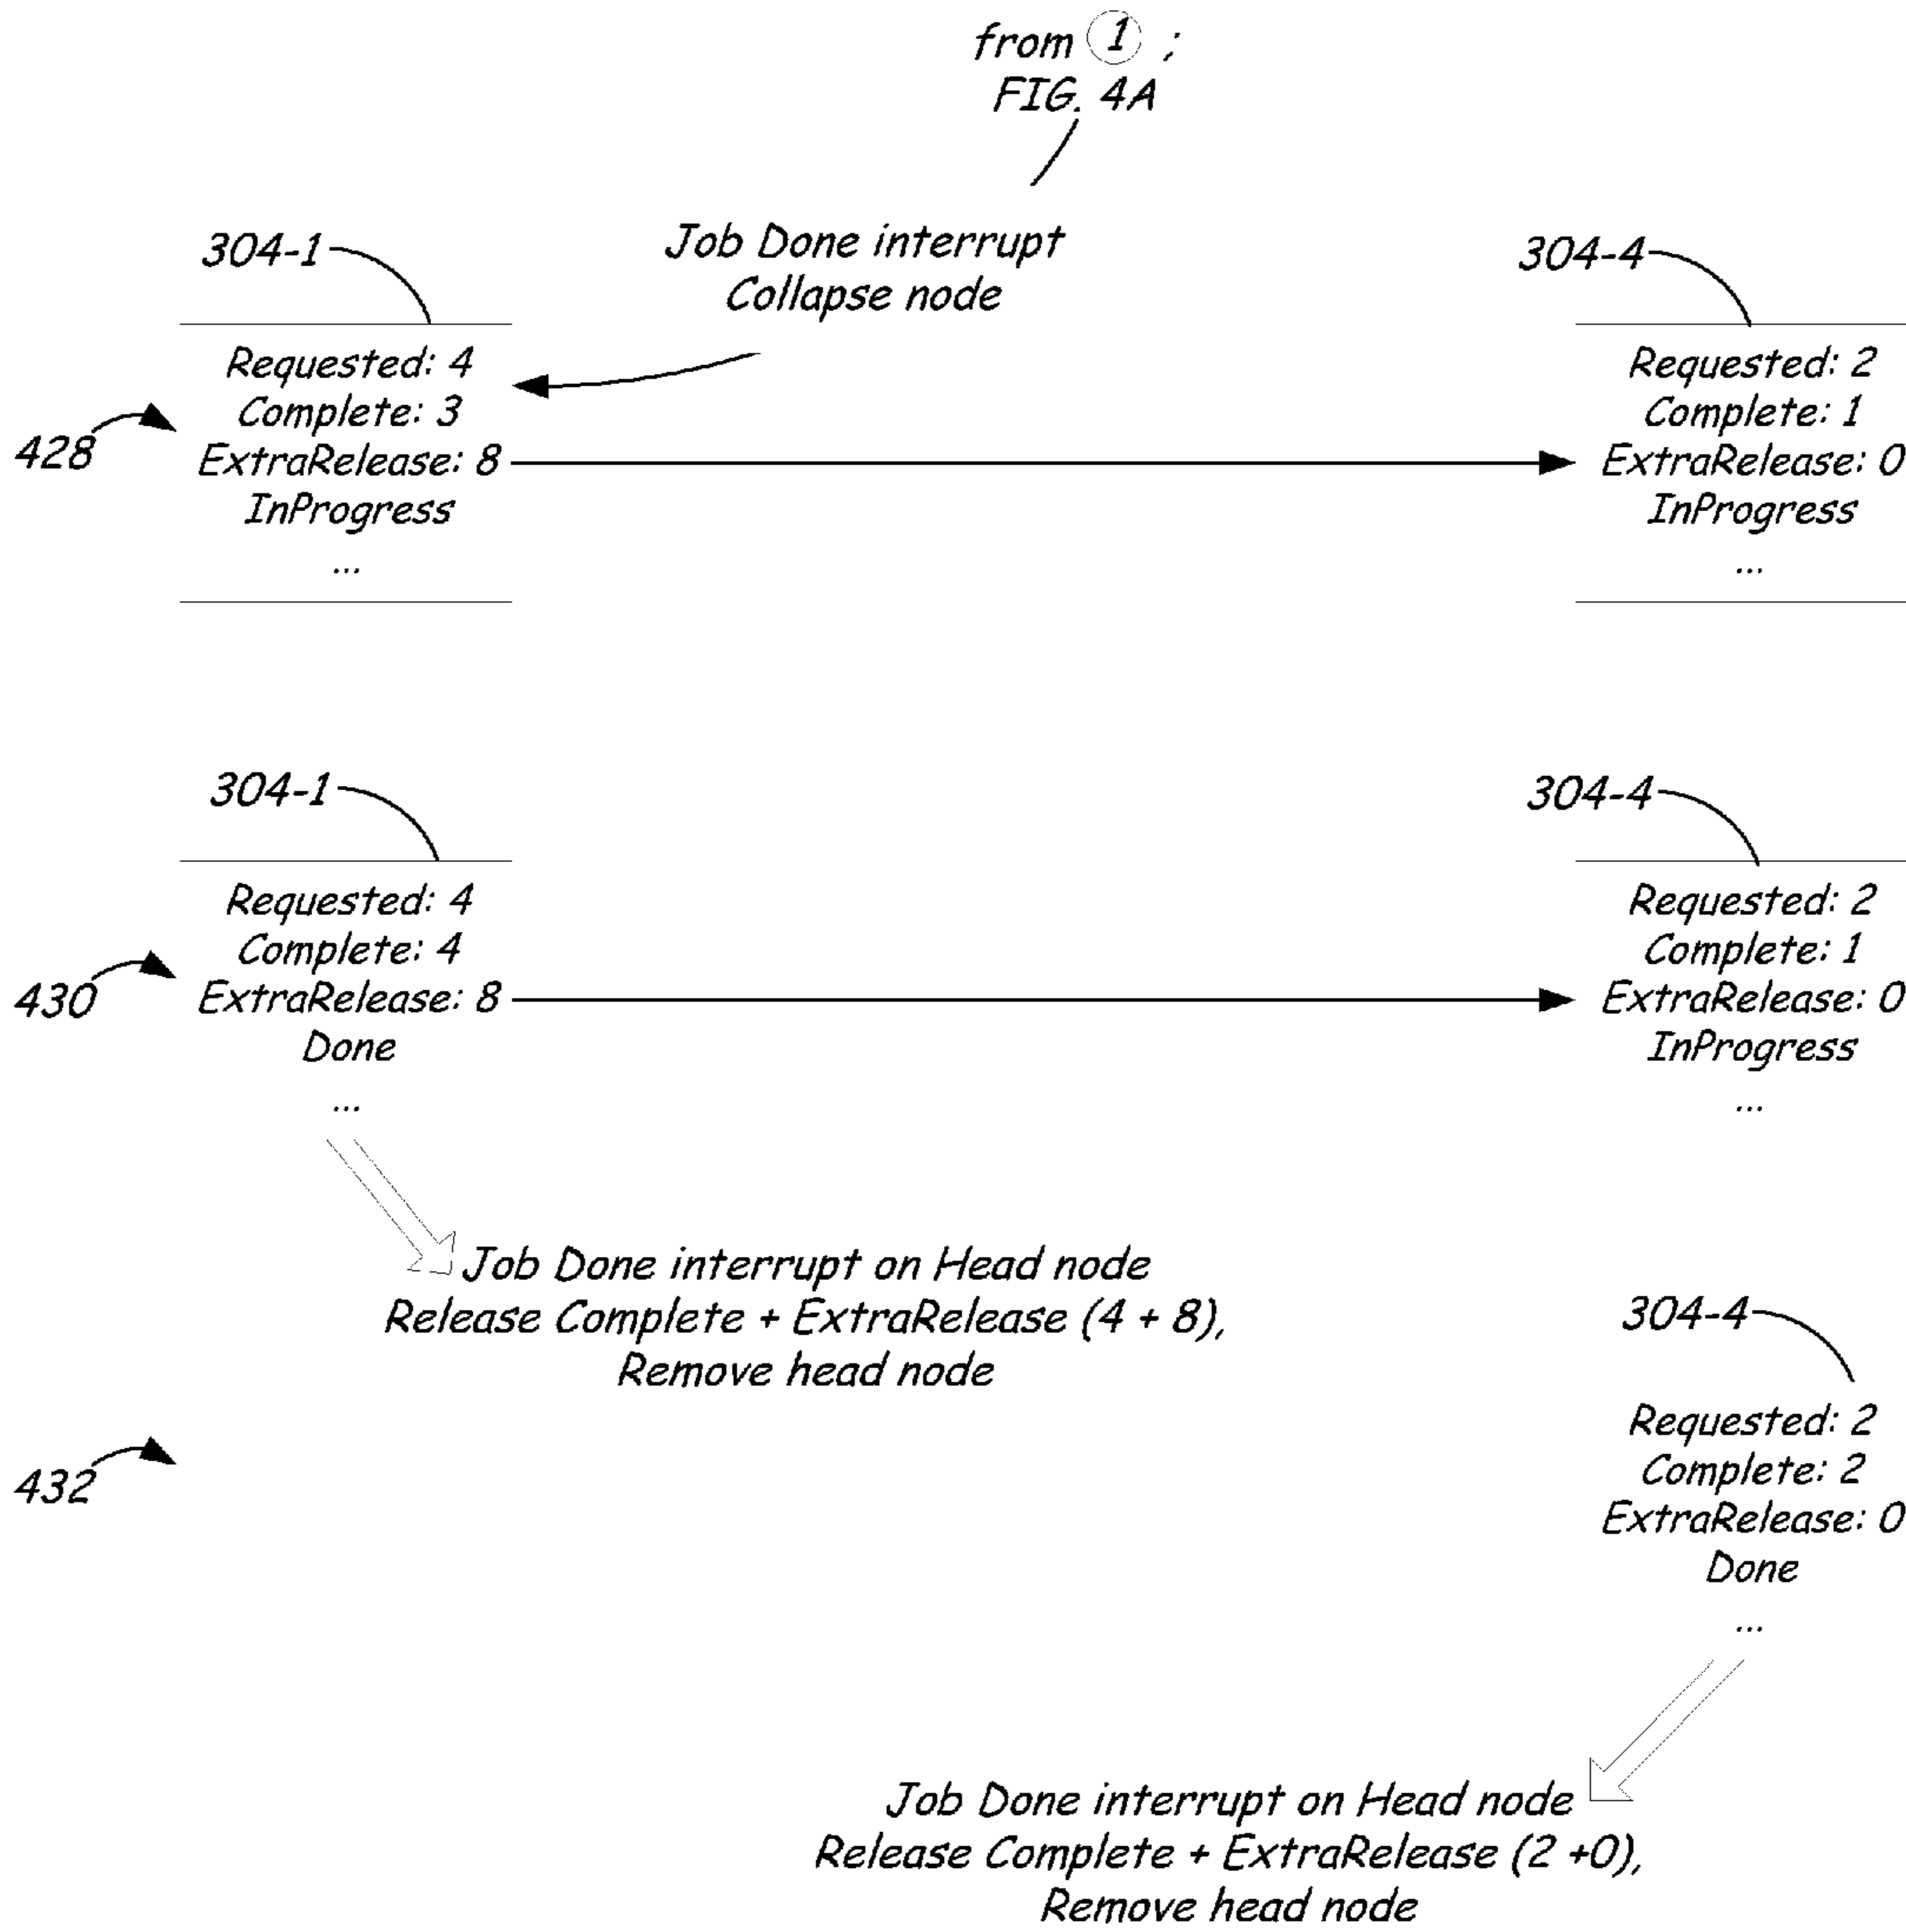 from 1 ;
FIG. 4A
Job Done interrupt
Collapse node
304-1
304-4
428
Requested: 4
Complete: 3
ExtraRelease: 8
InProgress
...
Requested: 2
Complete: 1
ExtraRelease: 0
InProgress
...
304-1
304-4
430
Requested: 4
Complete: 4
ExtraRelease: 8
Done
...
Requested: 2
Complete: 1
ExtraRelease: 0
InProgress
...
Job Done interrupt on Head node
Release Complete + ExtraRelease (4 + 8),
Remove head node
304-4
432
Requested: 2
Complete: 2
ExtraRelease: 0
Done
...
Job Done interrupt on Head node
Release Complete + ExtraRelease (2 +0),
Remove head node